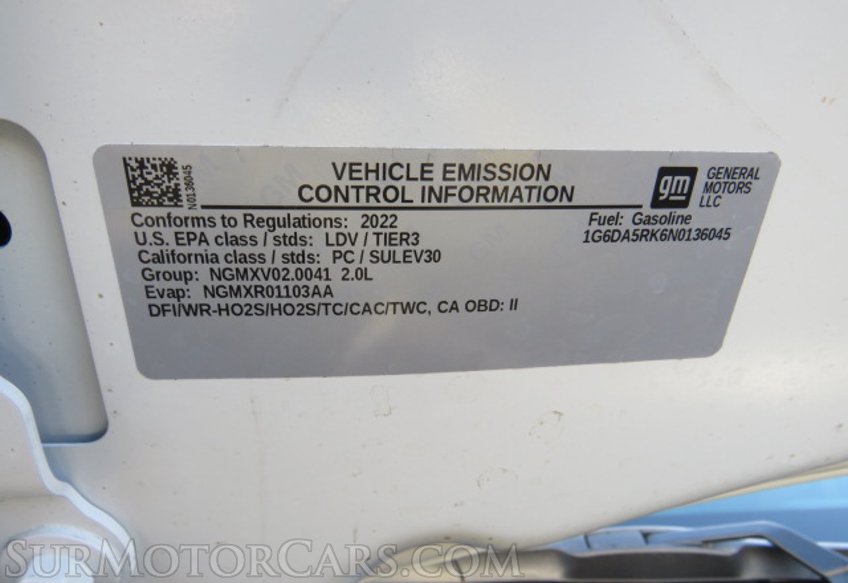 VEHICLE EMISSION
CONTROL INFORMATION
gm
GENERAL
MOTORS
LLC
N0136045
Conforms to Regulations: 2022
Fuel: Gasoline
U.S. EPA class / stds: LDV / TIER3
1G6DA5RK6N0136045
California class / stds: PC / SULEV30
Group: NGMXV02.0041 2.0L
Evap: NGMXR01103AA
DFI/WR-HO2S/HO2S/TC/CAC/TWC, CA OBD: II
SURMOTORCARS.COM